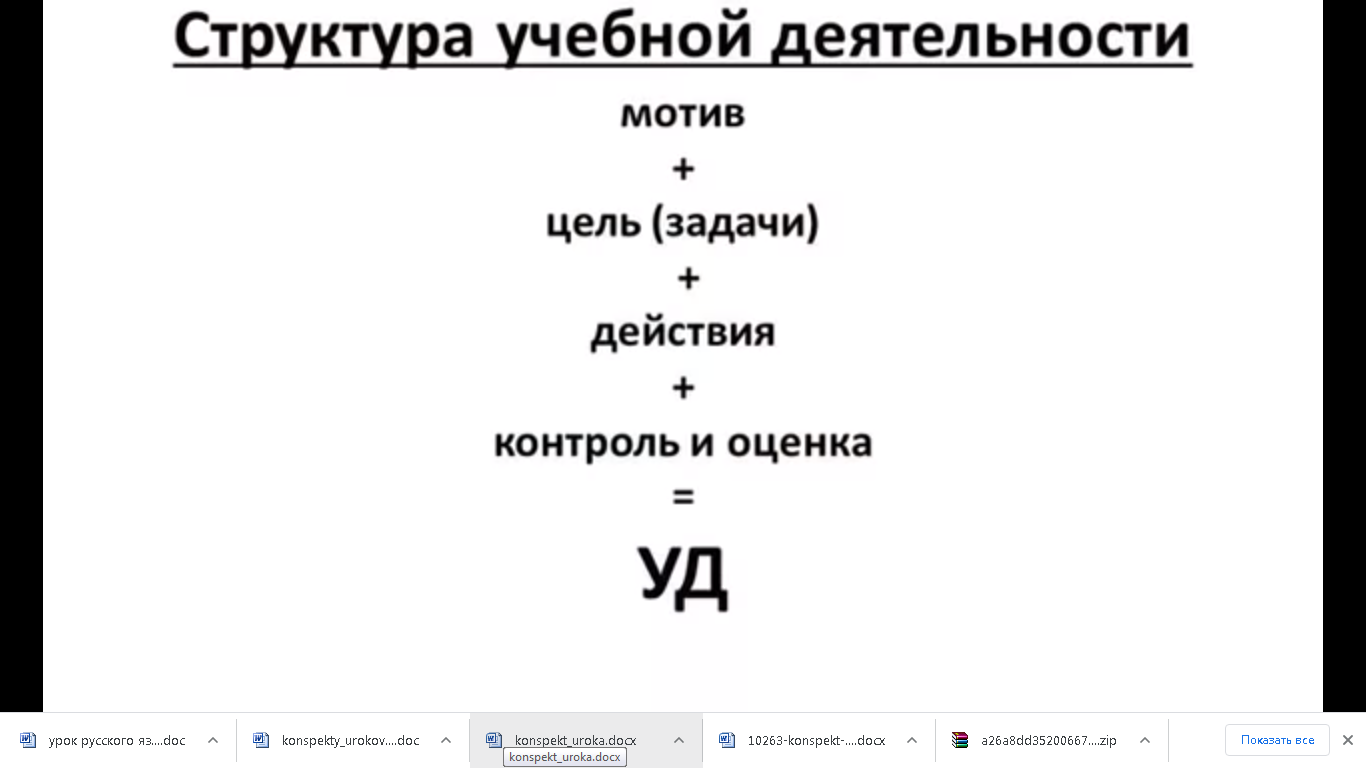 Структура учебной деятельности
мотив
+
цель (задачи)
+
действия
+
контроль и оценка
=
УД
урок русского яз....doc
konspekty_urokov....doc
konspekt_uroka.docx
10263-konspekt-....docx
a26a8dd35200667....zip
Показать все
konspekt_uroka.docx